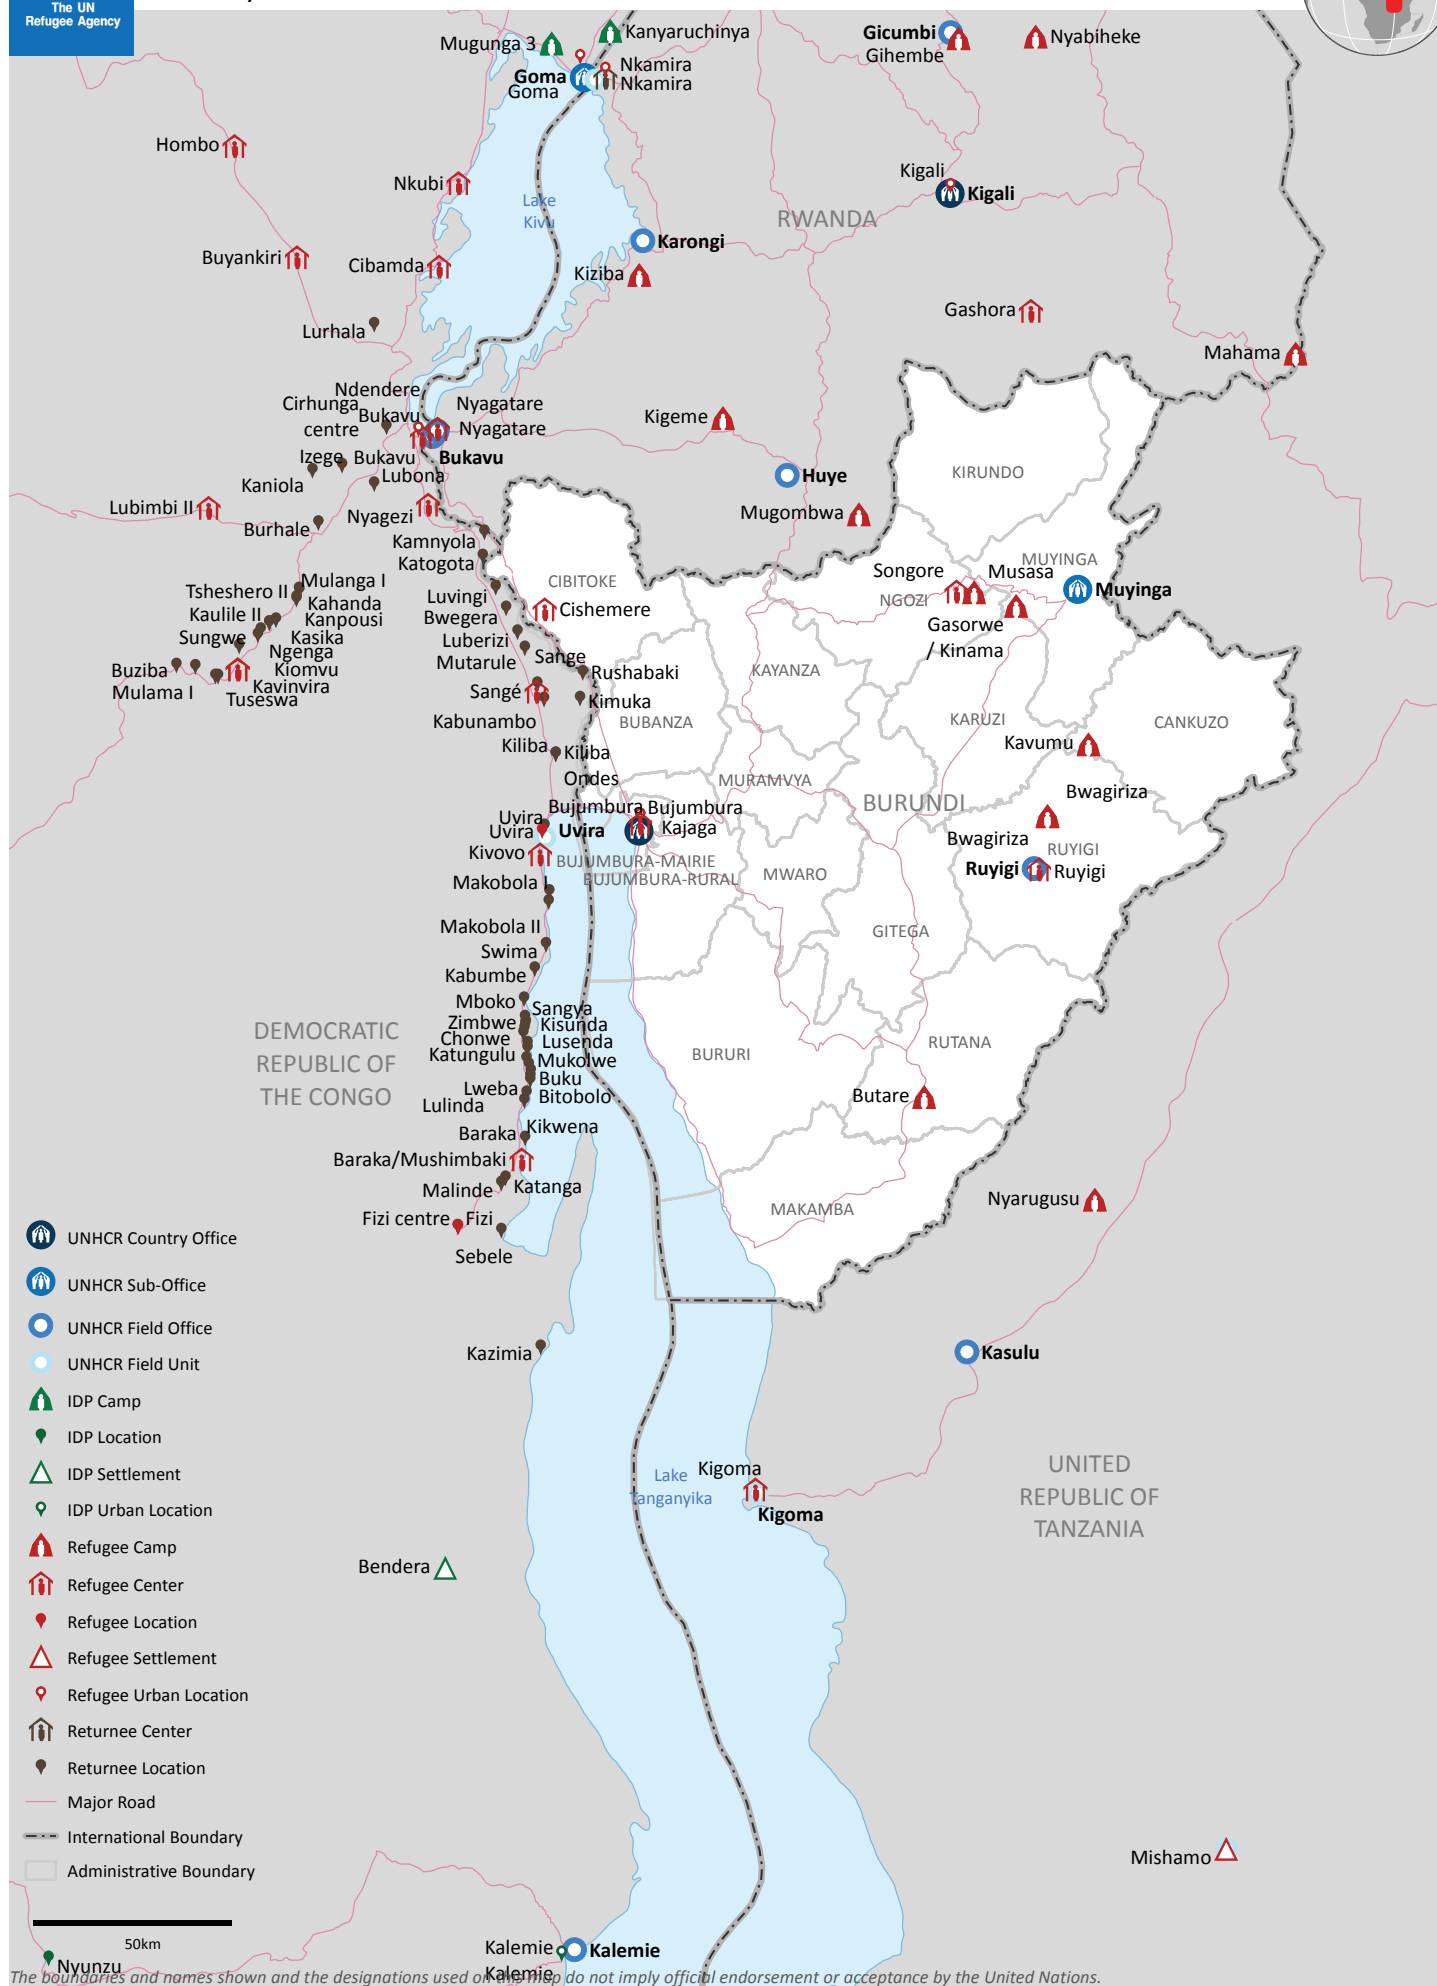 The UN
Refugee Agency
Mugunga 3
Kanyaruchinya
Gicumbi
Gihembe
Nyabiheke
Goma
Goma
Nkamira
Nkamira
Hombo
Nkubi
Kigali
Kigali
Lake
Kivu
RWANDA
Karongi
Buyankiri
Cibamda
Kiziba
Gashora
Lurhala
Mahama
Ndendere
Cirhunga
centre
Bukavu
Nyagatare
Nyagatare
Kigeme
Izege
Bukavu
Bukavu
KIRUNDO
Kaniola
Lubona
Huye
Lubimbi II
Nyagezi
Mugombwa
Burhale
Kamnyola
Katogota
MUYINGA
Songore
Musasa
Muyinga
NGOZI
CIBITOKE
Tsheshero II
Mulanga I
Luvingi
Cishemere
Kahanda
Kaulile II
Kanpousi
Bwegera
Gasorwe
/ Kinama
Sungwe
Kasika
Luberizi
Ngenga
Mutarule
Sange
Buziba
Kiomvu
Rushabaki
KAYANZA
Mulama I
Kavinvira
Tuseswa
Sangé
Kimuka
Kabunambo
BUBANZA
KARUZI
CANKUZO
Kiliba
Kiliba
Ondes
Kavumu
MURAMVYA
Bwagiriza
BURUNDI
Bujumbura
Bujumbura
Uvira
Uvira
Uvira
Kajaga
Bwagiriza
Kivovo
BUJUMBURA-MAIRIE
RUYIGI
BUJUMBURA-RURAL
MWARO
Ruyigi
Ruyigi
Makobola I
Makobola II
GITEGA
Swima
Kabumbe
Mboko
Sangya
Zimbwe
Kisunda
Chonwe
Lusenda
Katungulu
Mukolwe
Buku
Lweba
Bitobolo
Lulinda
DEMOCRATIC
REPUBLIC OF
THE CONGO
BURURI
RUTANA
Butare
Baraka
Kikwena
Baraka/Mushimbaki
Malinde
Katanga
Nyarugusu
MAKAMBA
Fizi centre
Fizi
Sebele
Kazimia
Kasulu
Lake
Tanganyika
Kigoma
Kigoma
UNITED
REPUBLIC OF
TANZANIA
Bendera
Mishamo
UNHCR Country Office
UNHCR Sub-Office
UNHCR Field Office
UNHCR Field Unit
IDP Camp
IDP Location
IDP Settlement
IDP Urban Location
Refugee Camp
Refugee Center
Refugee Location
Refugee Settlement
Refugee Urban Location
Returnee Center
Returnee Location
Major Road
International Boundary
Administrative Boundary
50km
Nyunzu
Kalemie
Kalemie
Kalemie
The boundaries and names shown and the designations used on this map do not imply official endorsement or acceptance by the United Nations.